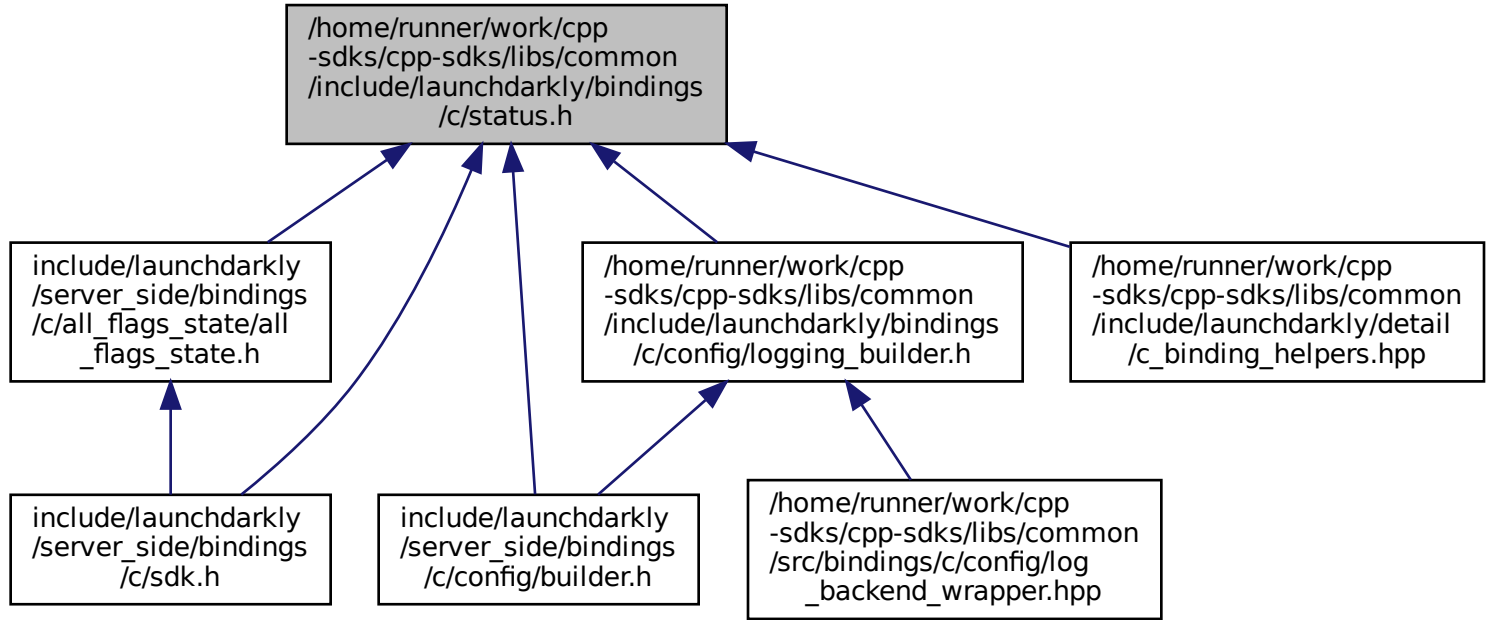 /home/runner/work/cpp
-sdks/cpp-sdks/libs/common
/include/launchdarkly/bindings
/c/status.h
include/launchdarkly
/server_side/bindings
/c/all_flags_state/all
_flags_state.h
/home/runner/work/cpp
-sdks/cpp-sdks/libs/common
/include/launchdarkly/bindings
/c/config/logging_builder.h
/home/runner/work/cpp
-sdks/cpp-sdks/libs/common
/include/launchdarkly/detail
/c_binding_helpers.hpp
include/launchdarkly
/server_side/bindings
/c/sdk.h
include/launchdarkly
/server_side/bindings
/c/config/builder.h
/home/runner/work/cpp
-sdks/cpp-sdks/libs/common
/src/bindings/c/config/log
_backend_wrapper.hpp